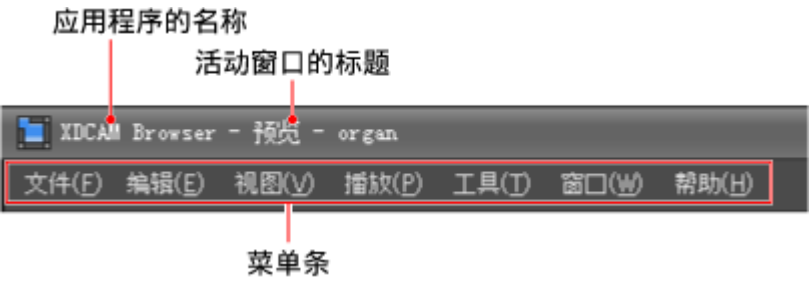 应用程序的名称
活动窗口的标题
XDCAM Browser - 预览 - organ
文件(F) 编辑(E) 视图(V) 播放(P) 工具(T) 窗口(W) 帮助(H)
菜单条